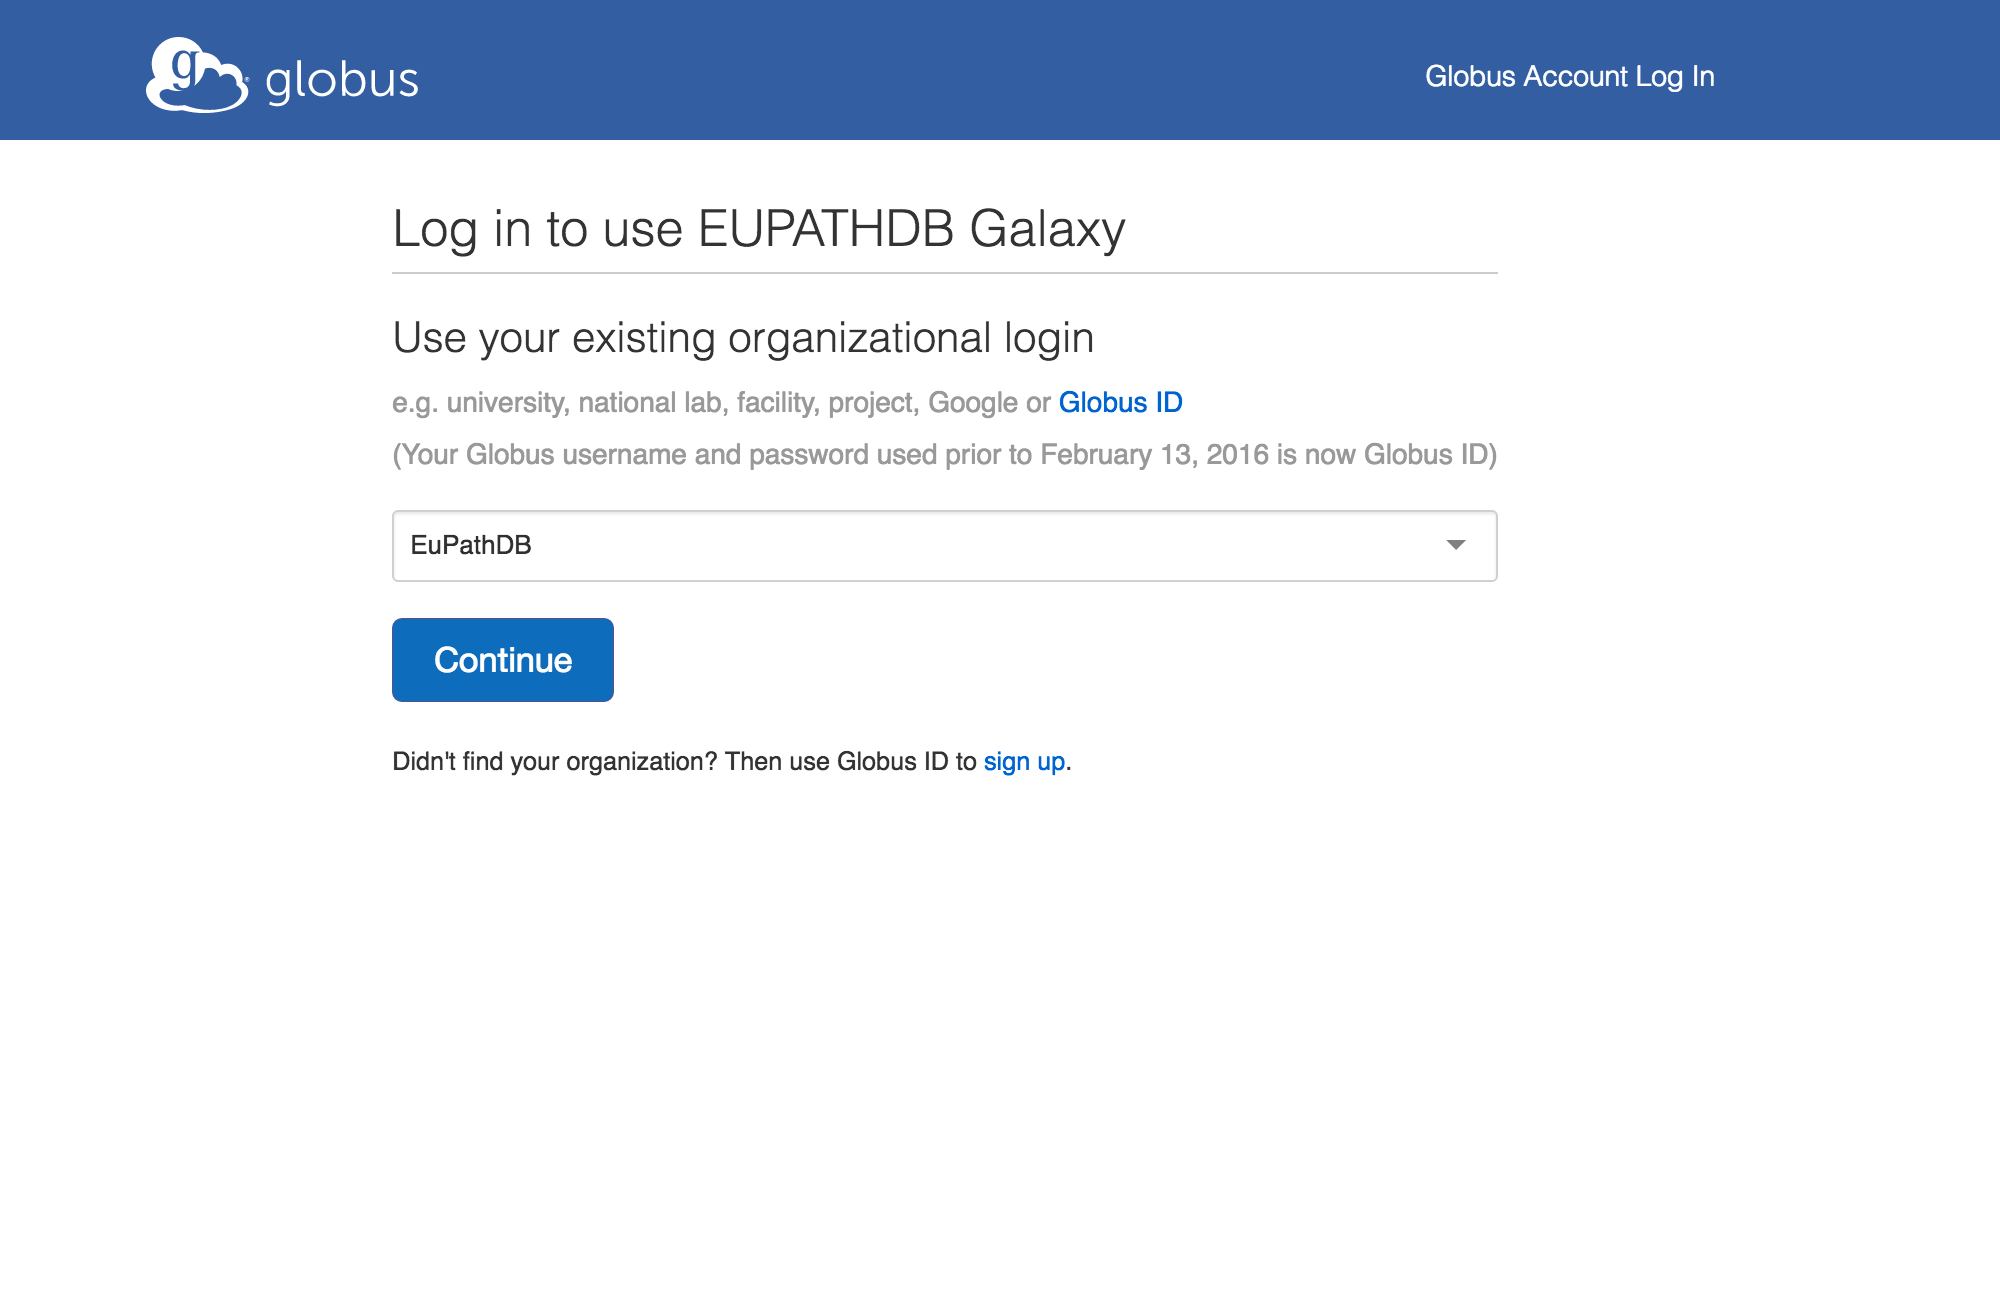 g globus
Globus Account Log In
Log in to use EUPATHDB Galaxy
Use your existing organizational login
e.g. university, national lab, facility, project, Google or Globus ID
(Your Globus username and password used prior to February 13, 2016 is now Globus ID)
EuPathDB
Continue
Didn't find your organization? Then use Globus ID to sign up.